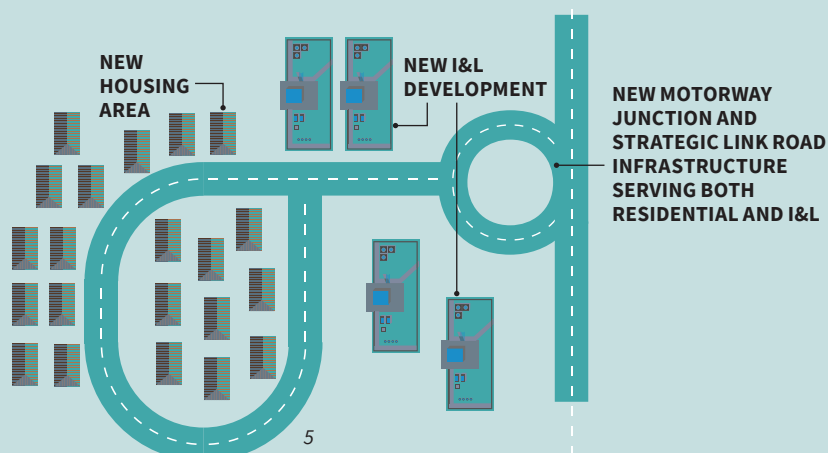 NEW
HOUSING
AREA
NEW I&L
DEVELOPMENT
NEW MOTORWAY
JUNCTION AND
STRATEGIC LINK ROAD
INFRASTRUCTURE
SERVING BOTH
RESIDENTIAL AND I&L
5